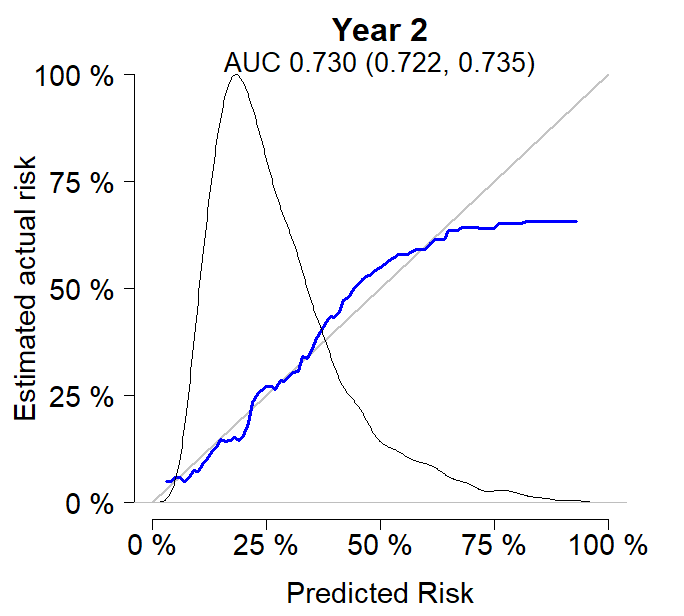 Year 2
AUC 0.730 (0.722, 0.735)
100 %
75 %
50 %
25 %
0 %
Estimated actual risk
0 % 25 % 50 % 75 % 100 %
Predicted Risk